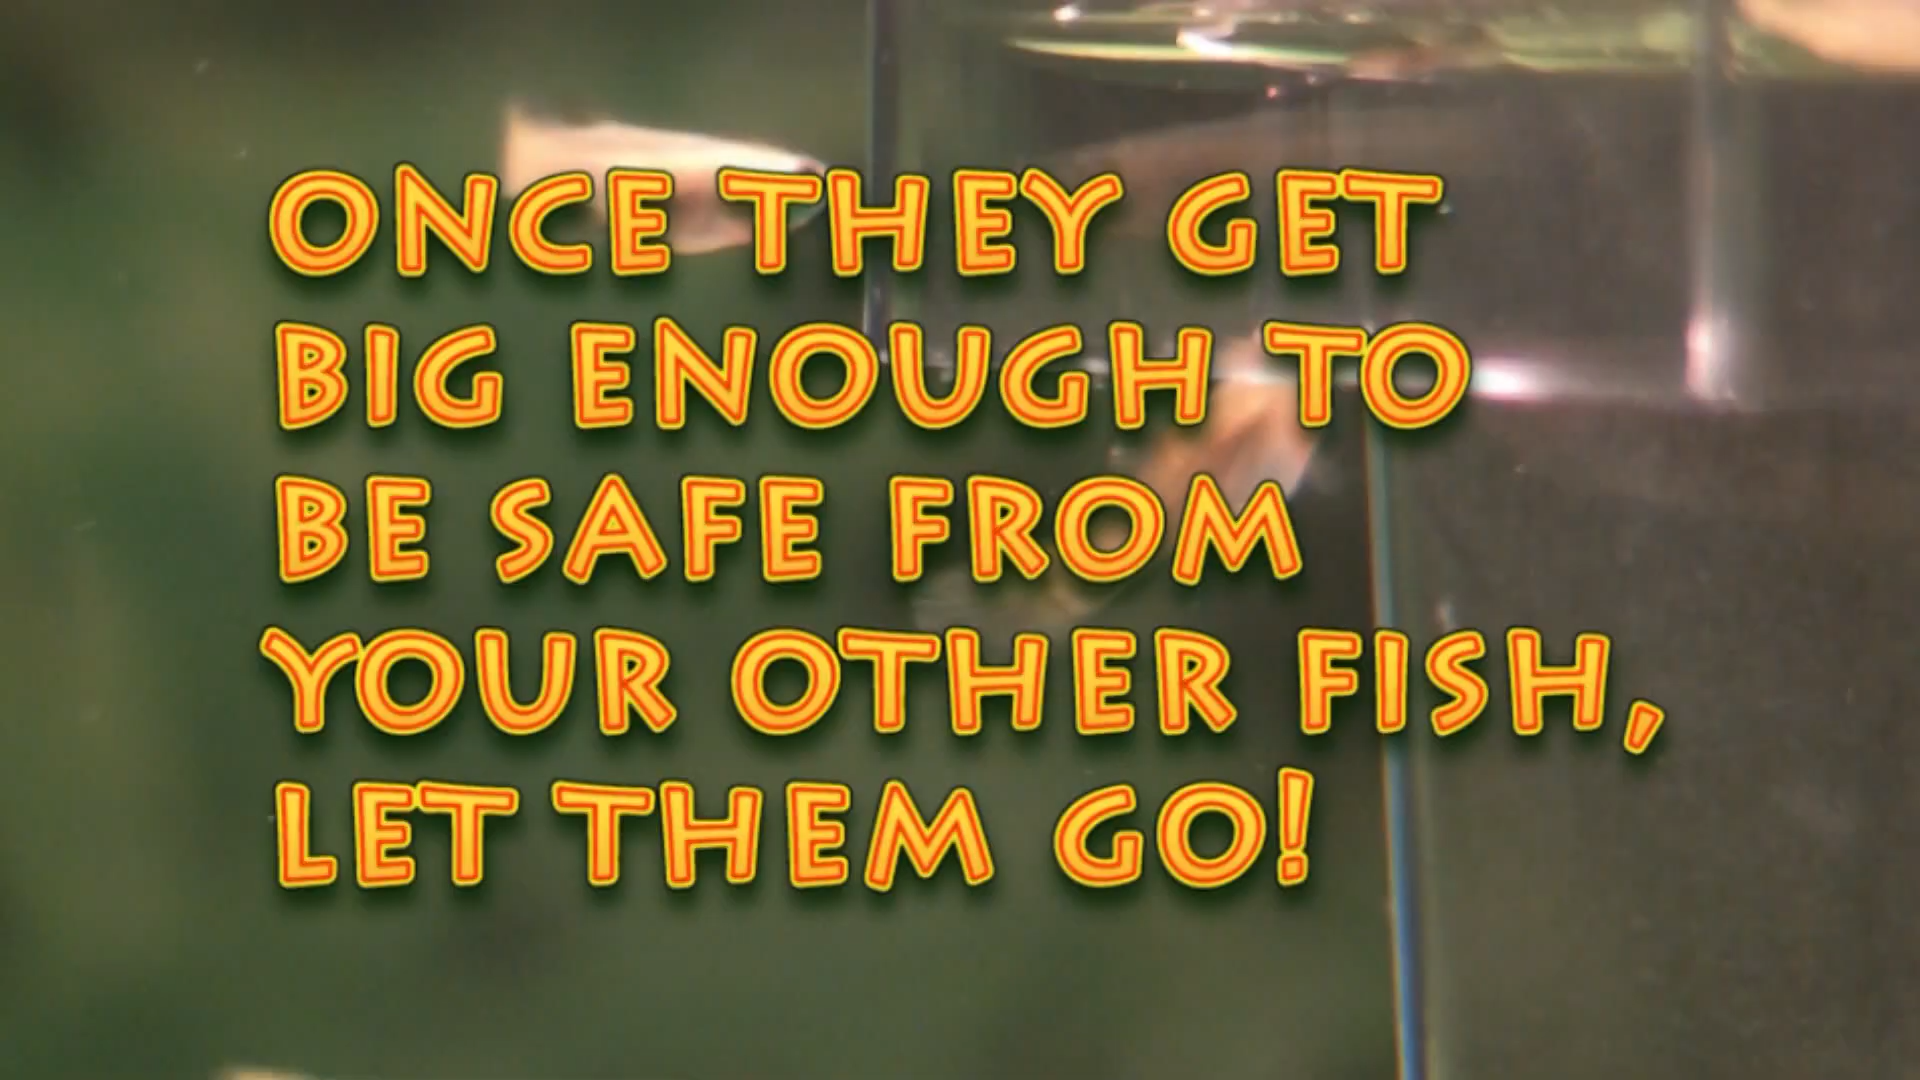 ONCE THEY GET
BIG ENOUGH TO
BE SAFE FROM
YOUR OTHER FISH,
LET THEM GO!